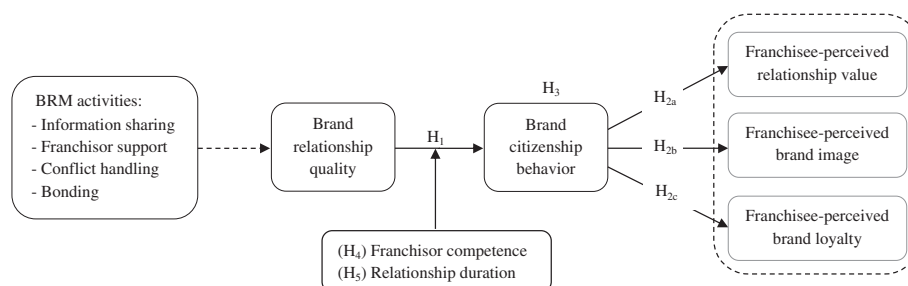 BRM activities:
- Information sharing
- Franchisor support
- Conflict handling
- Bonding
Brand
relationship
quality
H₁
(H₄) Franchisor competence
(H₅) Relationship duration
H₃
Brand
citizenship
behavior
H₂ₐ
H₂b
H₂c
Franchisee-perceived
relationship value
Franchisee-perceived
brand image
Franchisee-perceived
brand loyalty